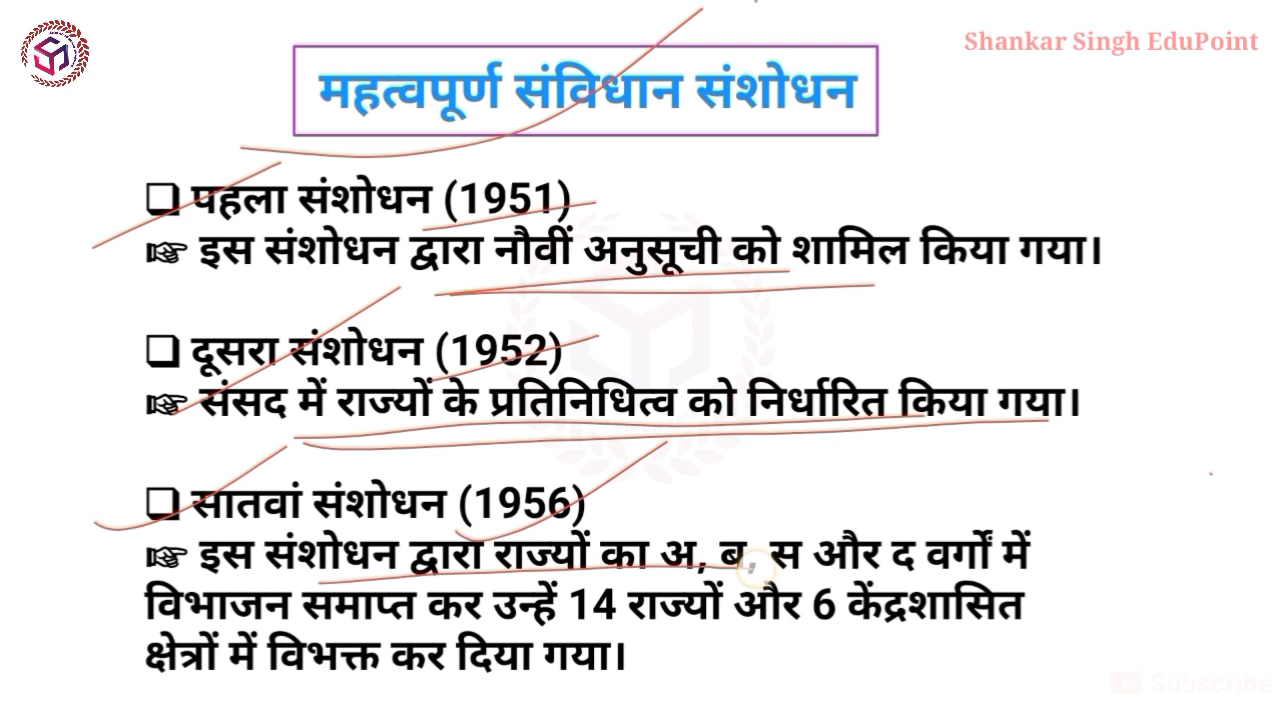 Shankar Singh EduPoint
महत्वपूर्ण संविधान संशोधन
❑ पहला संशोधन (1951)
☞ इस संशोधन द्वारा नौवीं अनुसूची को शामिल किया गया।
❑ दूसरा संशोधन (1952)
☞ संसद में राज्यों के प्रतिनिधित्व को निर्धारित किया गया।
❑ सातवां संशोधन (1956)
☞ इस संशोधन द्वारा राज्यों का अ, ब, स और द वर्गों में
विभाजन समाप्त कर उन्हें 14 राज्यों और 6 केंद्रशासित
क्षेत्रों में विभक्त कर दिया गया।
Subscribe